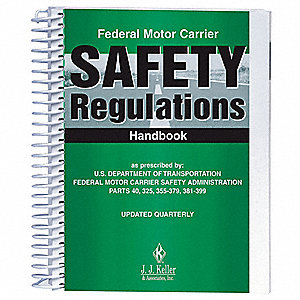 Federal Motor Carrier
SAFETY
Regulations
Handbook
as prescribed by:
U.S. DEPARTMENT OF TRANSPORTATION
FEDERAL MOTOR CARRIER SAFETY ADMINISTRATION
PARTS 40, 325, 355-379, 381-399
UPDATED QUARTERLY
J. J. Keller
& Associates, Inc.